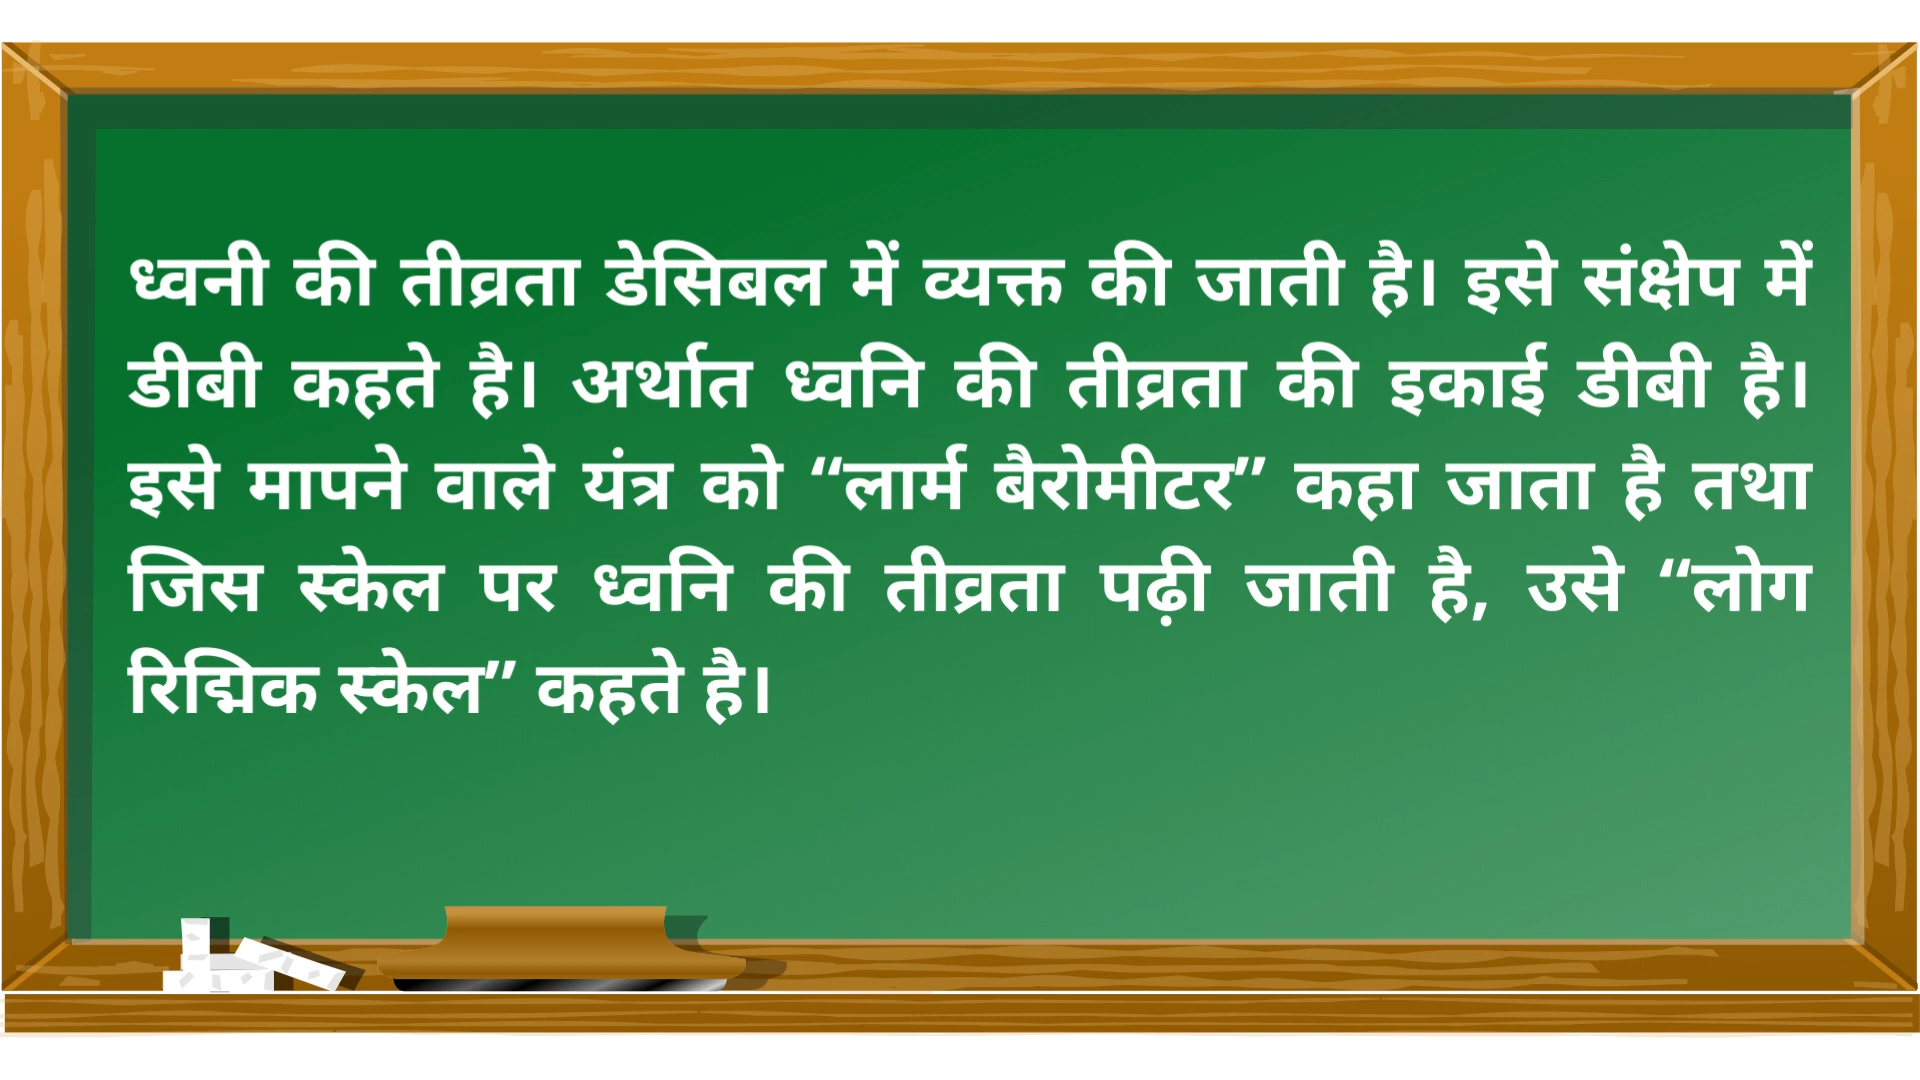 ध्वनी की तीव्रता डेसिबल में व्यक्त की जाती है। इसे संक्षेप में
डीबी कहते है। अर्थात ध्वनि की तीव्रता की इकाई डीबी है।
इसे मापने वाले यंत्र को “लार्म बैरोमीटर” कहा जाता है तथा
जिस स्केल पर ध्वनि की तीव्रता पढ़ी जाती है, उसे “लोग
रिद्मिक स्केल” कहते है।